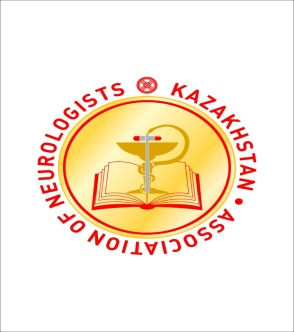 KAZAKHSTAN • ASSOCIATION OF NEUROLOGISTS